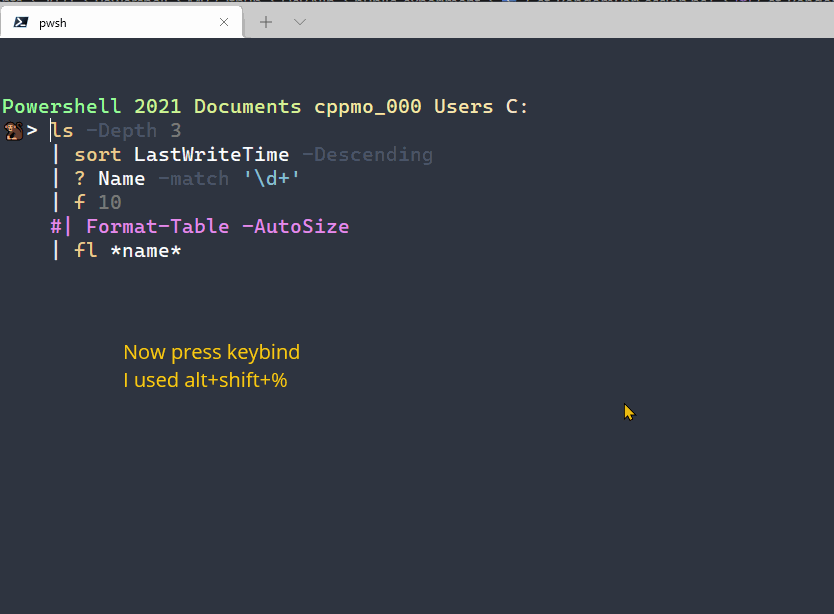 pwsh
Powershell 2021 Documents cppmo_000 Users C:
> ls -Depth 3
| sort LastWriteTime -Descending
| ? Name -match '\d+'
| f 10
#| Format-Table -AutoSize
| fl *name*
Now press keybind
I used alt+shift+%